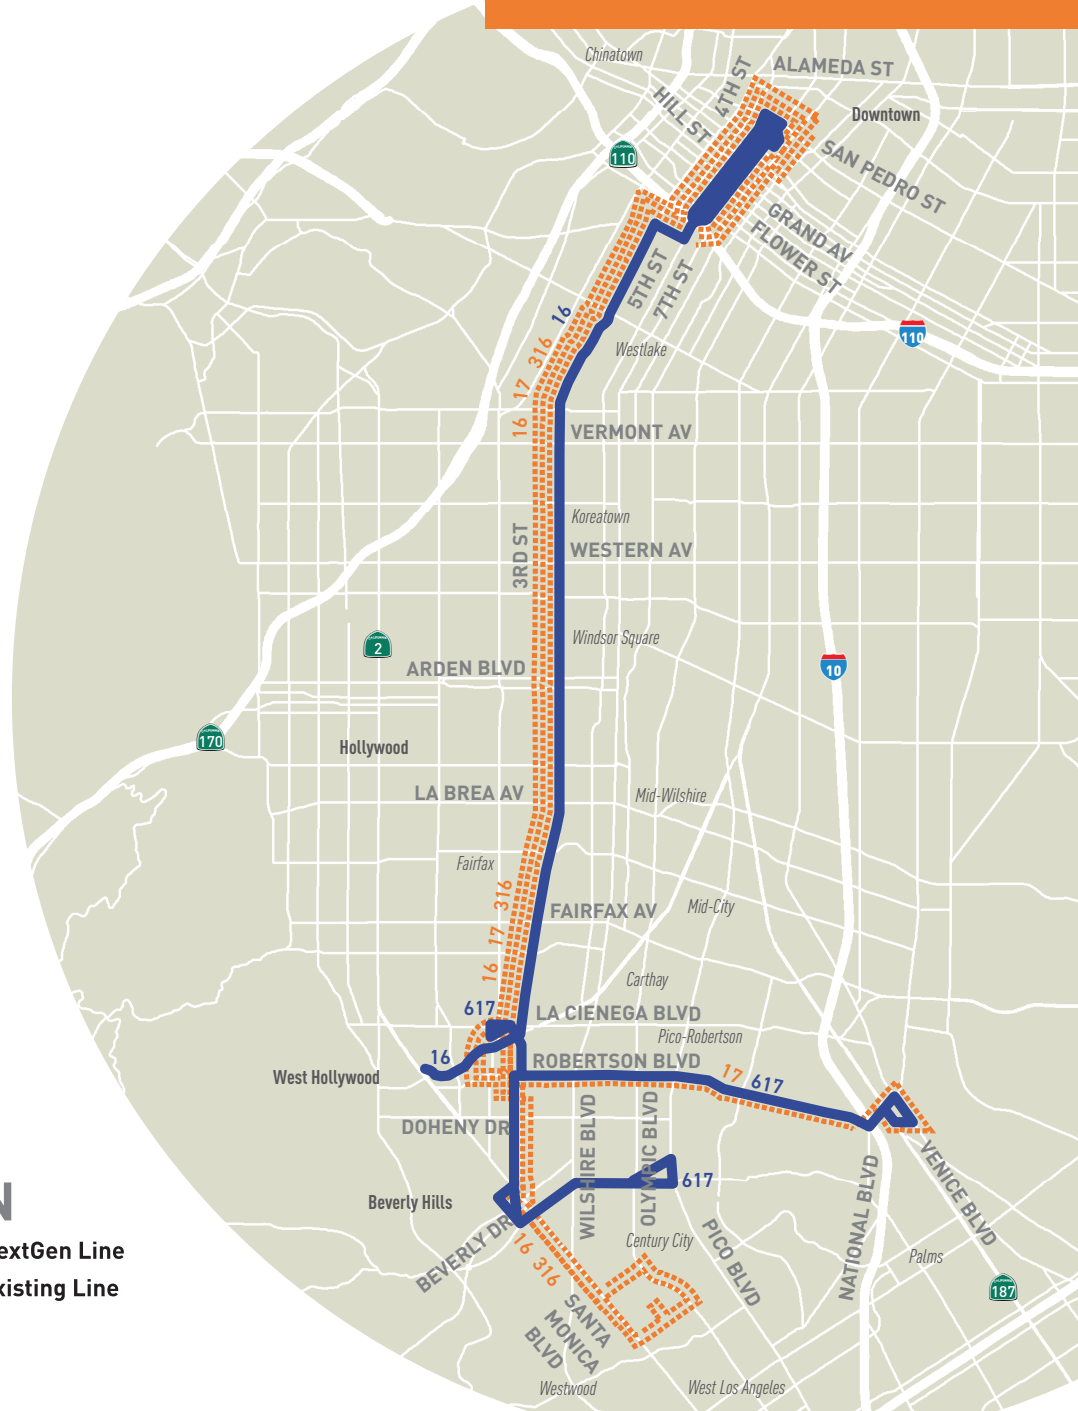 Chinatown
4TH ST
ALAMEDA ST
HILL ST
Downtown
CALIFORNIA
110
SAN PEDRO ST
GRAND AV
FLOWER ST
5TH ST
7TH ST
16
110
316
Westlake
17
16
VERMONT AV
Koreatown
3RD ST
WESTERN AV
Windsor Square
2
ARDEN BLVD
10
170
Hollywood
LA BREA AV
Mid-Wilshire
Fairfax
316
FAIRFAX AV
Mid-City
17
16
Carthay
617
LA CIENEGA BLVD
Pico-Robertson
16
ROBERTSON BLVD
West Hollywood
17
617
DOHENY DR
WILSHIRE BLVD
OLYMPIC BLVD
VENICE BLVD
617
N
Beverly Hills
NATIONAL BLVD
BEVERLY DR
PICO BLVD
Century City
extGen Line
16
316
Palms
xisting Line
187
SANTA
MONICA
BLVD
Westwood
West Los Angeles